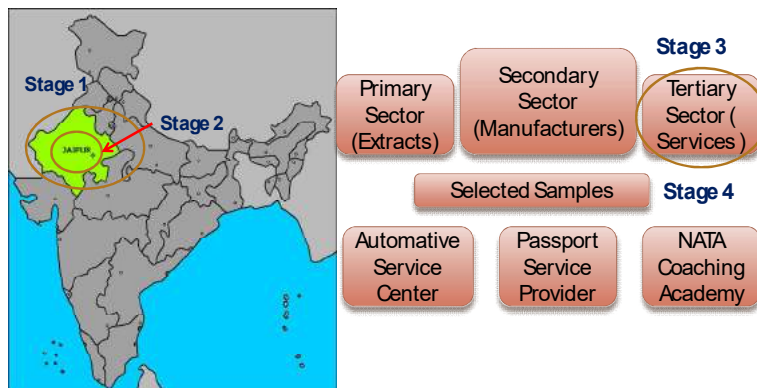 Stage 1
Stage 2
JAIPUR
Stage 3
Primary
Sector
(Extracts)
Secondary
Sector
(Manufacturers)
Tertiary
Sector (
Services )
Selected Samples
Stage 4
Automative
Service
Center
Passport
Service
Provider
NATA
Coaching
Academy